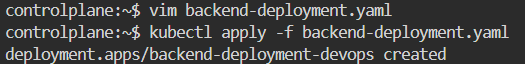 controlplane:~$ vim backend-deployment.yaml
controlplane:~$ kubectl apply -f backend-deployment.yaml
deployment.apps/backend-deployment-devops created